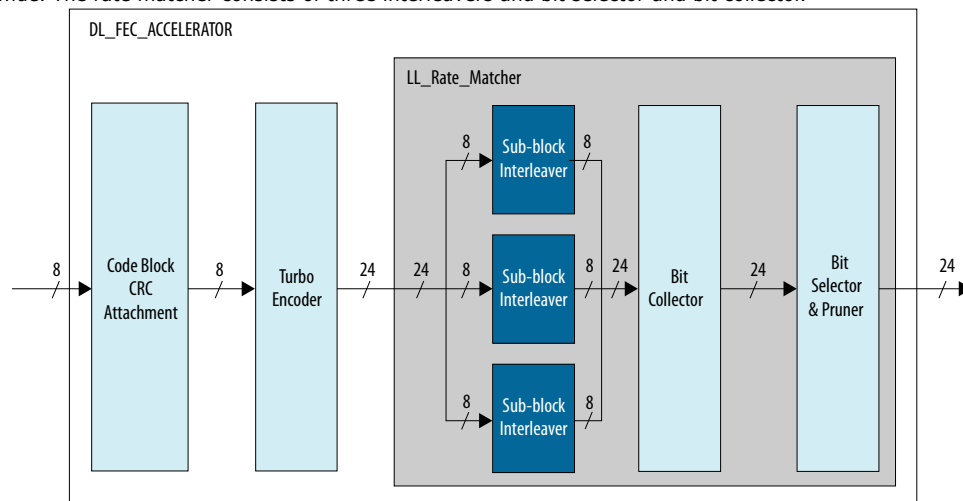 The rate matcher consists of three interleavers and bit selector and bit collector.
DL_FEC_ACCELERATOR
LL_Rate_Matcher
8
Sub-block
Interleaver
8
8
Code Block
CRC
Attachment
8
Turbo
Encoder
24
24
8
Sub-block
Interleaver
8
24
Bit
Collector
24
Bit
Selector
& Pruner
24
8
Sub-block
Interleaver
8